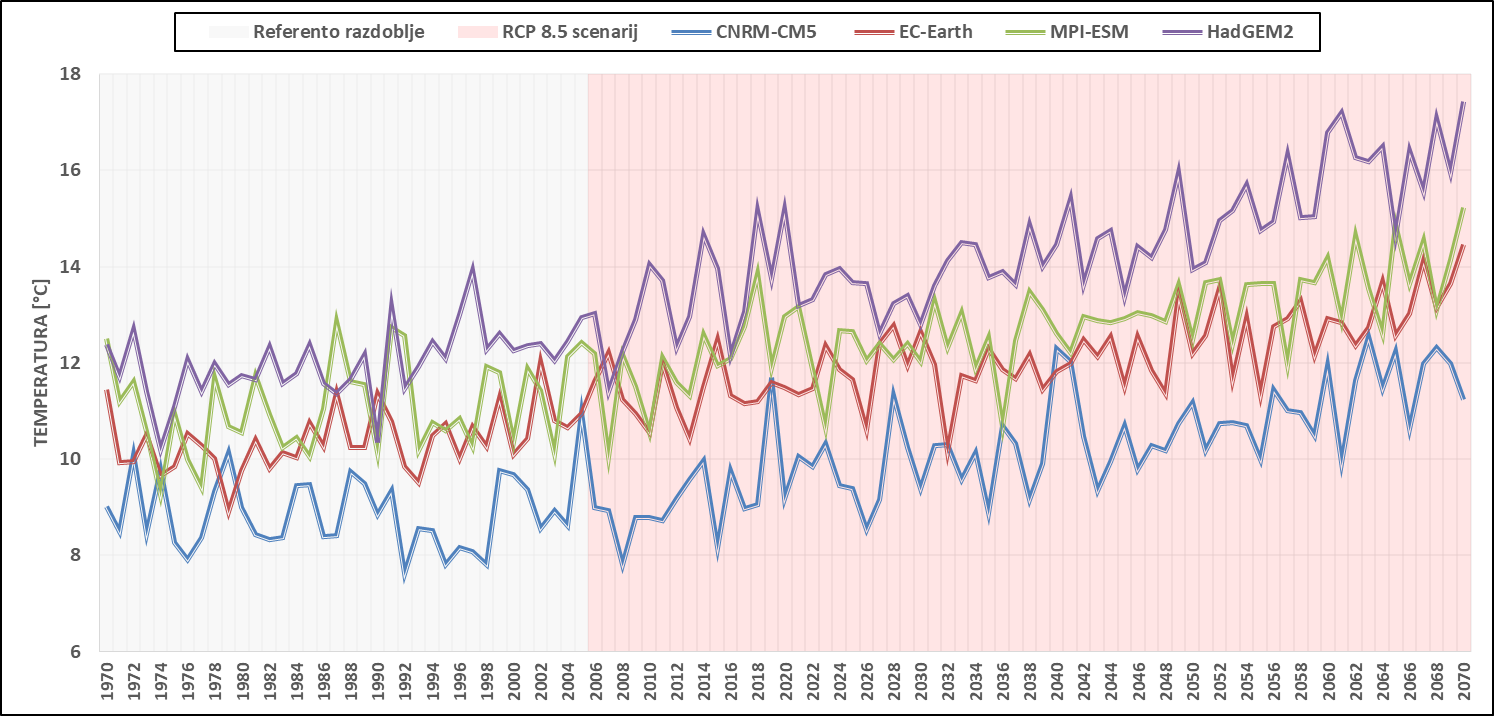 Referento razdoblje RCP 8.5 scenarij CNRM-CM5 EC-Earth MPI-ESM HadGEM2
TEMPERATURA [°C]
18
16
14
12
10
8
6
1970 1972 1974 1976 1978 1980 1982 1984 1986 1988 1990 1992 1994 1996 1998 2000 2002 2004 2006 2008 2010 2012 2014 2016 2018 2020 2022 2024 2026 2028 2030 2032 2034 2036 2038 2040 2042 2044 2046 2048 2050 2052 2054 2056 2058 2060 2062 2064 2066 2068 2070